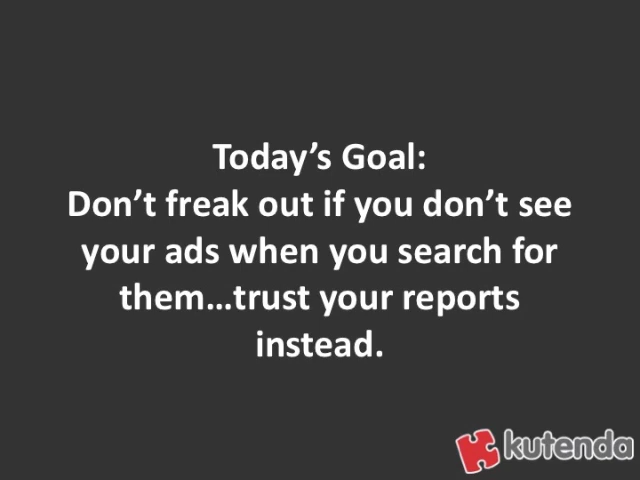 Today’s Goal:
Don’t freak out if you don’t see
your ads when you search for
them…trust your reports
instead.
kutenda